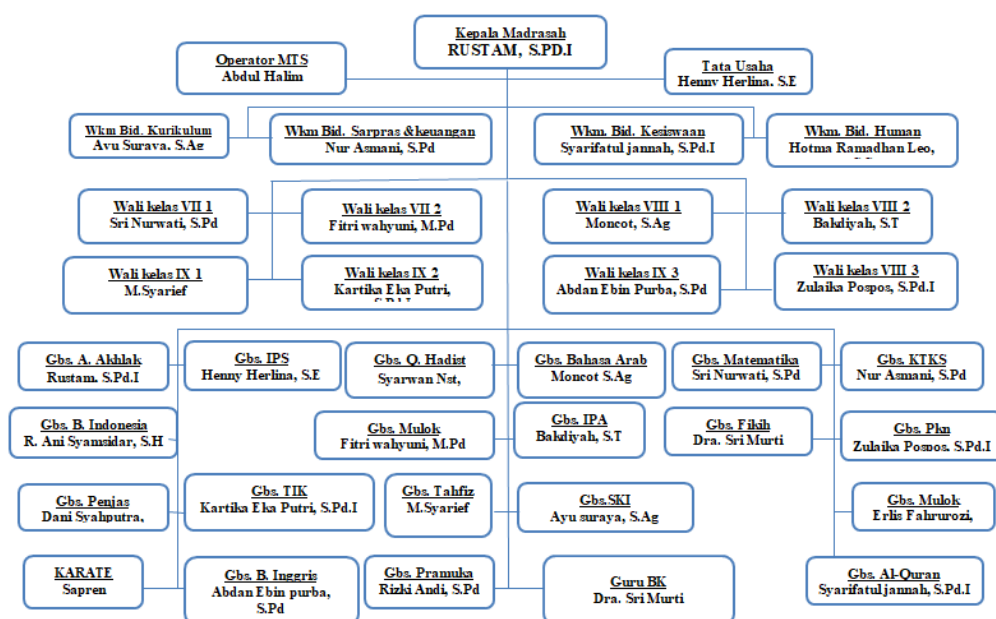 Kepala Madrasah
RUSTAM, S.PD.I
Operator MTS
Abdul Halim
Tata Usaha
Henny Herlina, S.E
Wkm Bid. Kurikulum
Ayu Suraya, S.Ag
Wkm Bid. Sarpras &keuangan
Nur Asmani, S.Pd
Wkm. Bid. Kesiswaan
Syarifatul jannah, S.Pd.I
Wkm. Bid. Human
Hotma Ramadhan Leo,
Wali kelas VII 1
Sri Nurwati, S.Pd
Wali kelas VII 2
Fitri wahyuni, M.Pd
Wali kelas VIII 1
Moncot, S.Ag
Wali kelas VIII 2
Bakdiyah, S.T
Wali kelas IX 1
M.Syarief
Wali kelas IX 2
Kartika Eka Putri,
S.Pd.I
Wali kelas IX 3
Abdan Ebin Purba, S.Pd
Wali kelas VIII 3
Zulaika Pospos, S.Pd.I
Gbs. A. Akhlak
Rustam. S.Pd.I
Gbs. IPS
Henny Herlina, S.E
Gbs. Q. Hadist
Syarwan Nst,
Gbs. Bahasa Arab
Moncot S.Ag
Gbs. Matematika
Sri Nurwati, S.Pd
Gbs. KTKS
Nur Asmani, S.Pd
Gbs. B. Indonesia
R. Ani Syamsidar, S.H
Gbs. Mulok
Fitri wahyuni, M.Pd
Gbs. IPA
Bakdiyah, S.T
Gbs. Fikih
Dra. Sri Murti
Gbs. Pkn
Zulaika Pospos. S.Pd.I
Gbs. Penjas
Dani Syahputra,
Gbs. TIK
Kartika Eka Putri, S.Pd.I
Gbs. Tahfiz
M.Syarief
Gbs.SKI
Ayu suraya, S.Ag
Gbs. Mulok
Erlis Fahrurozi,
KARATE
Sapren
Gbs. B. Inggris
Abdan Ebin purba,
S.Pd
Gbs. Pramuka
Rizki Andi, S.Pd
Guru BK
Dra. Sri Murti
Gbs. Al-Quran
Syarifatul jannah, S.Pd.I